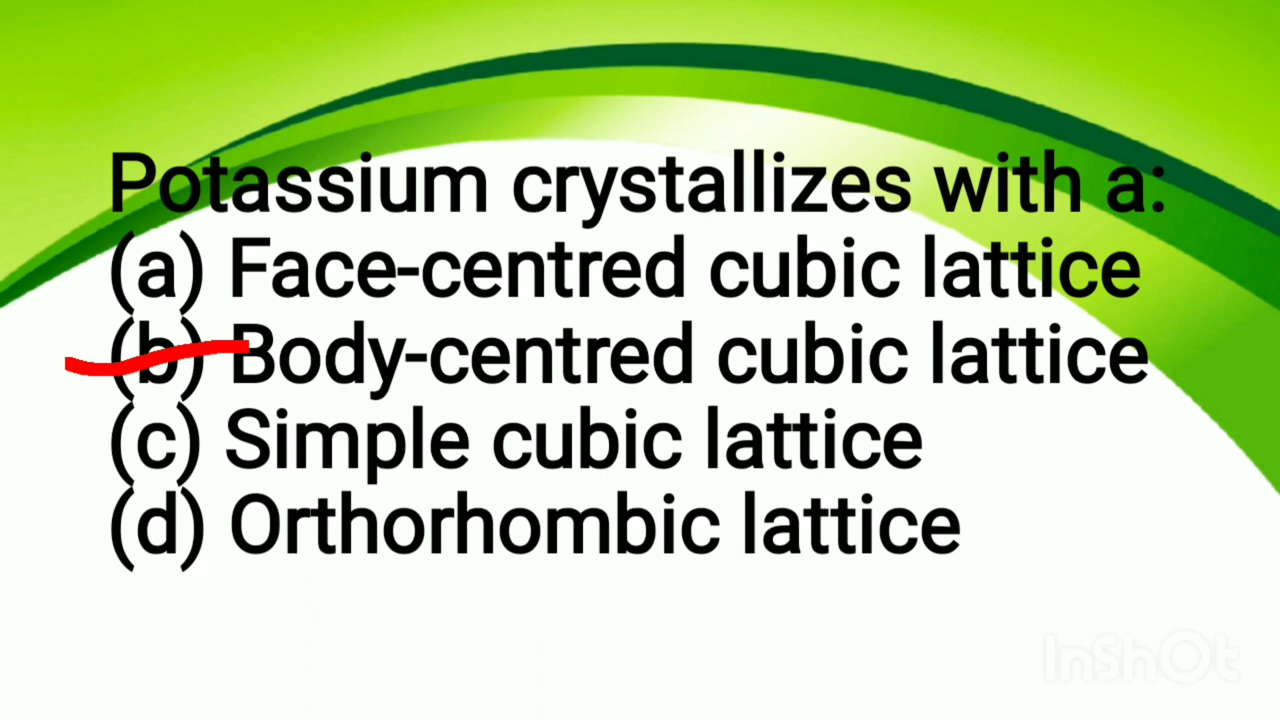 Potassium crystallizes with a:
(a) Face-centred cubic lattice
(b) Body-centred cubic lattice
(c) Simple cubic lattice
(d) Orthorhombic lattice
InShOt